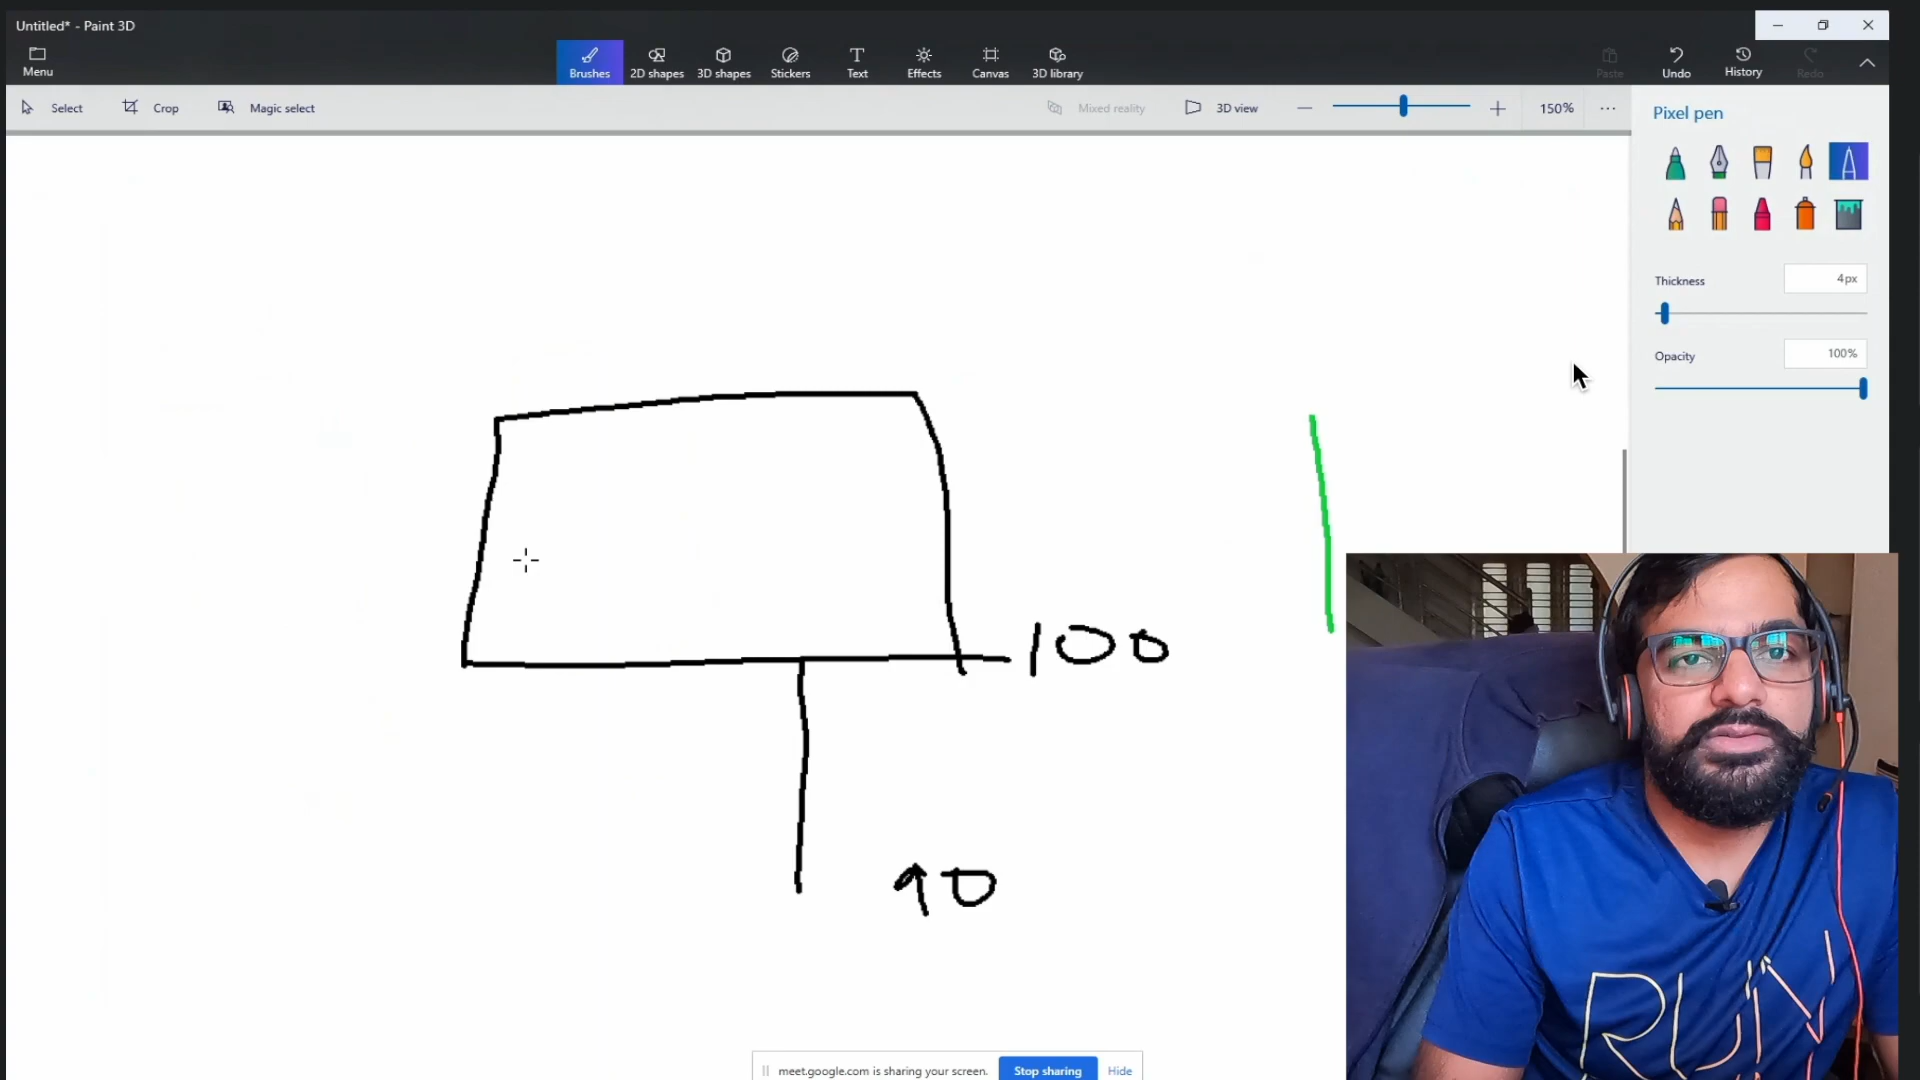 Untitled* - Paint 3D
Menu
Brushes
2D shapes
3D shapes
Stickers
Text
Effects
Canvas
3D library
Paste
Undo
History
Redo
Select
Crop
Magic select
Mixed reality
3D view
150%
Pixel pen
Thickness
4px
Opacity
100%
100
90
RUN
meet.google.com is sharing your screen.
Stop sharing
Hide